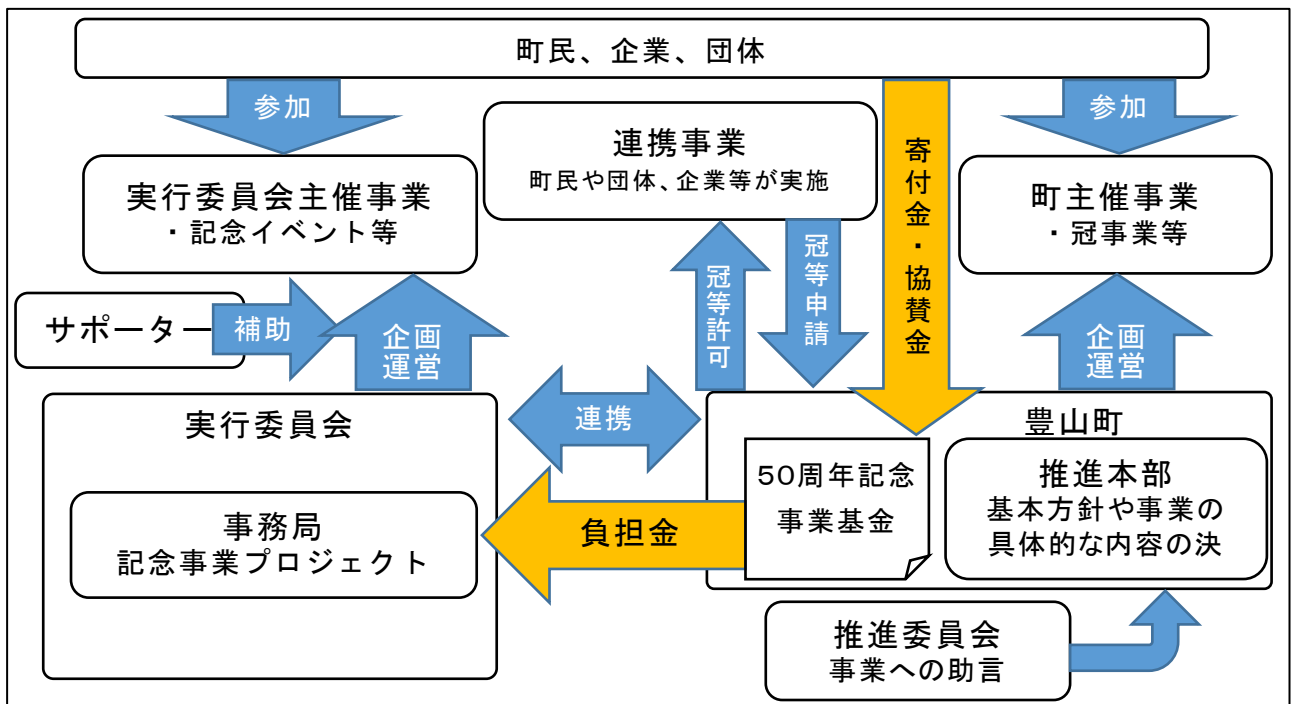 町民、企業、団体
参加
参加
連携事業
町民や団体、企業等が実施
寄付金・協賛金
実行委員会主催事業
・記念イベント等
町主催事業
・冠事業等
冠等許可
冠等申請
サポーター
補助
企画
運営
企画
運営
実行委員会
連携
豊山町
50周年記念
事業基金
推進本部
基本方針や事業の
具体的な内容の決
事務局
記念事業プロジェクト
負担金
推進委員会
事業への助言